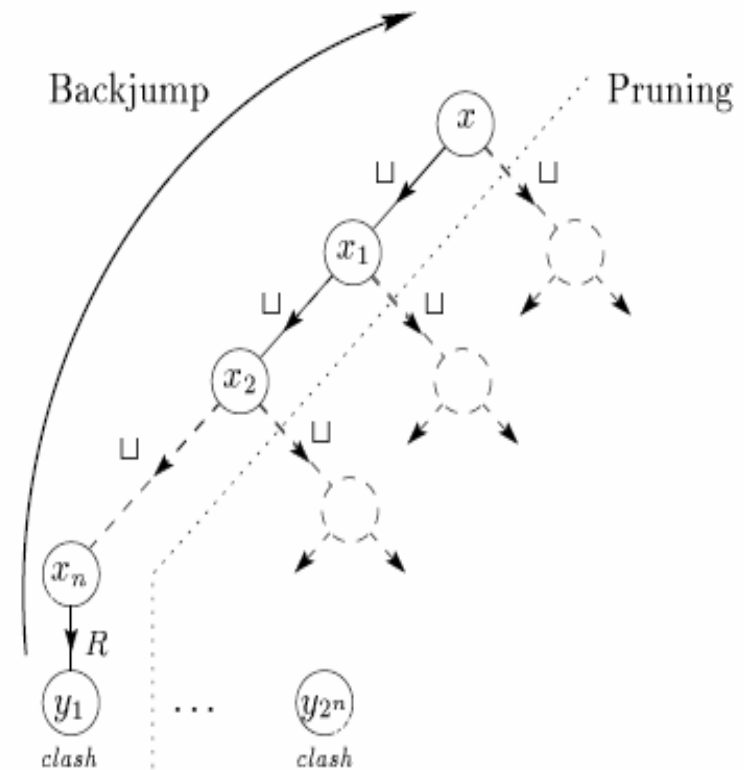 Backjump
Pruning
x
⊔ ⊔
x₁
⊔ ⊔
x₂
⊔ ⊔
xₙ
R
y₁ ... y₂ⁿ
clash clash